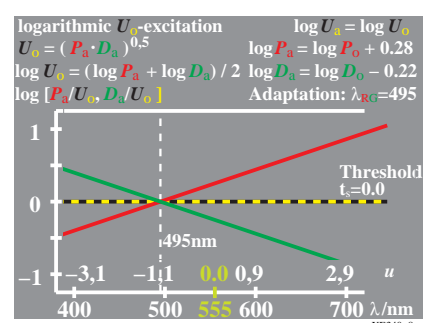 logarithmic Uo-excitation log Ua = log Uo
Uo = ( Pa·Da )0,5 log Pa = log Po + 0.28
log Uo = (log Pa + log Da) / 2 log Da = log Do − 0.22
log [Pa/Uo, Da/Uo ] Adaptation: λRG=495
1
Threshold
ts=0.0
0
495nm
−1 −3,1 −1,1 0.0 0,9 2,9 u
400 500 555 600 700 λ/nm